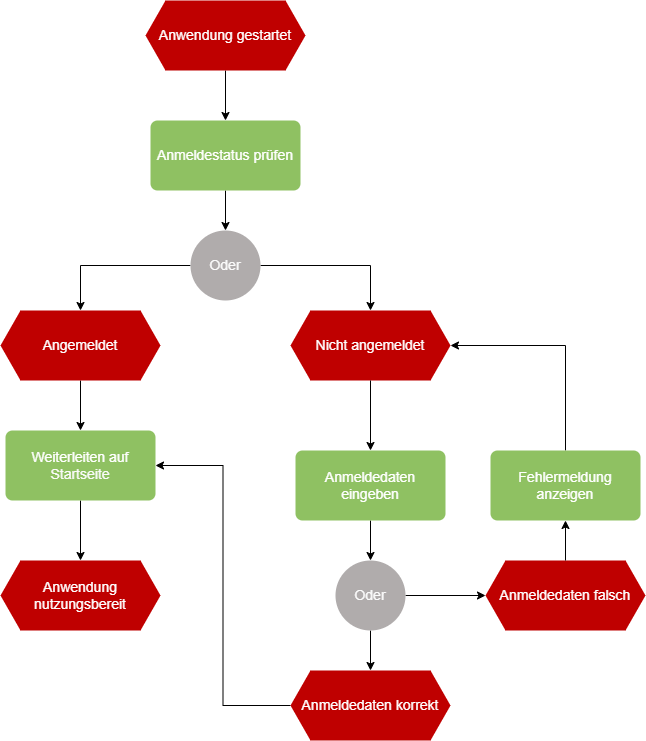 Anwendung gestartet
Anmeldestatus prüfen
Oder
Angemeldet
Nicht angemeldet
Weiterleiten auf
Startseite
Anmeldedaten
eingeben
Fehlermeldung
anzeigen
Anwendung
nutzungsbereit
Oder
Anmeldedaten falsch
Anmeldedaten korrekt